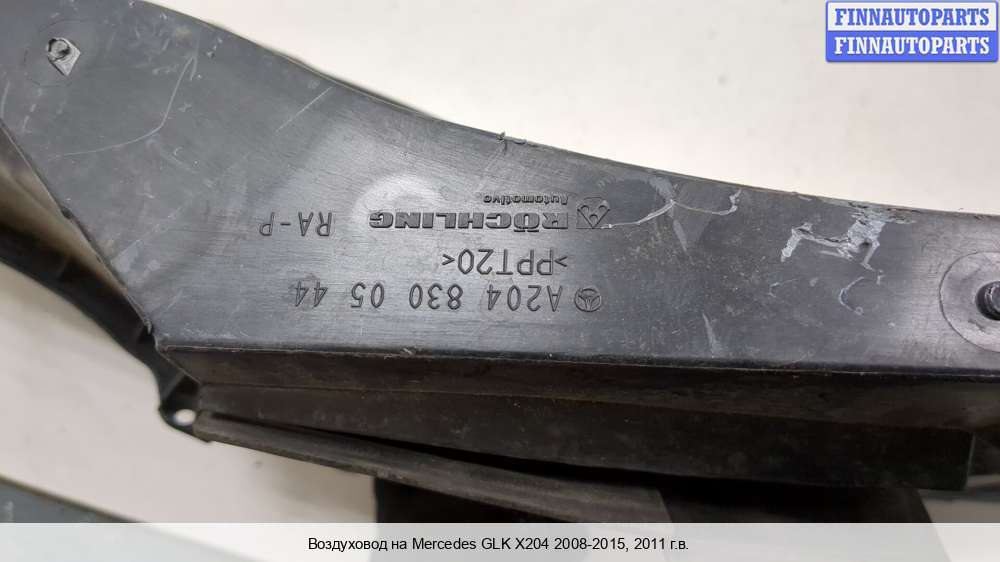 FINNAUTOPARTS
FINNAUTOPARTS
A204 830 05 44
>PPT20<
RÖCHLING
Automotive
RA-P
Воздуховод на Mercedes GLK X204 2008-2015, 2011 г.в.